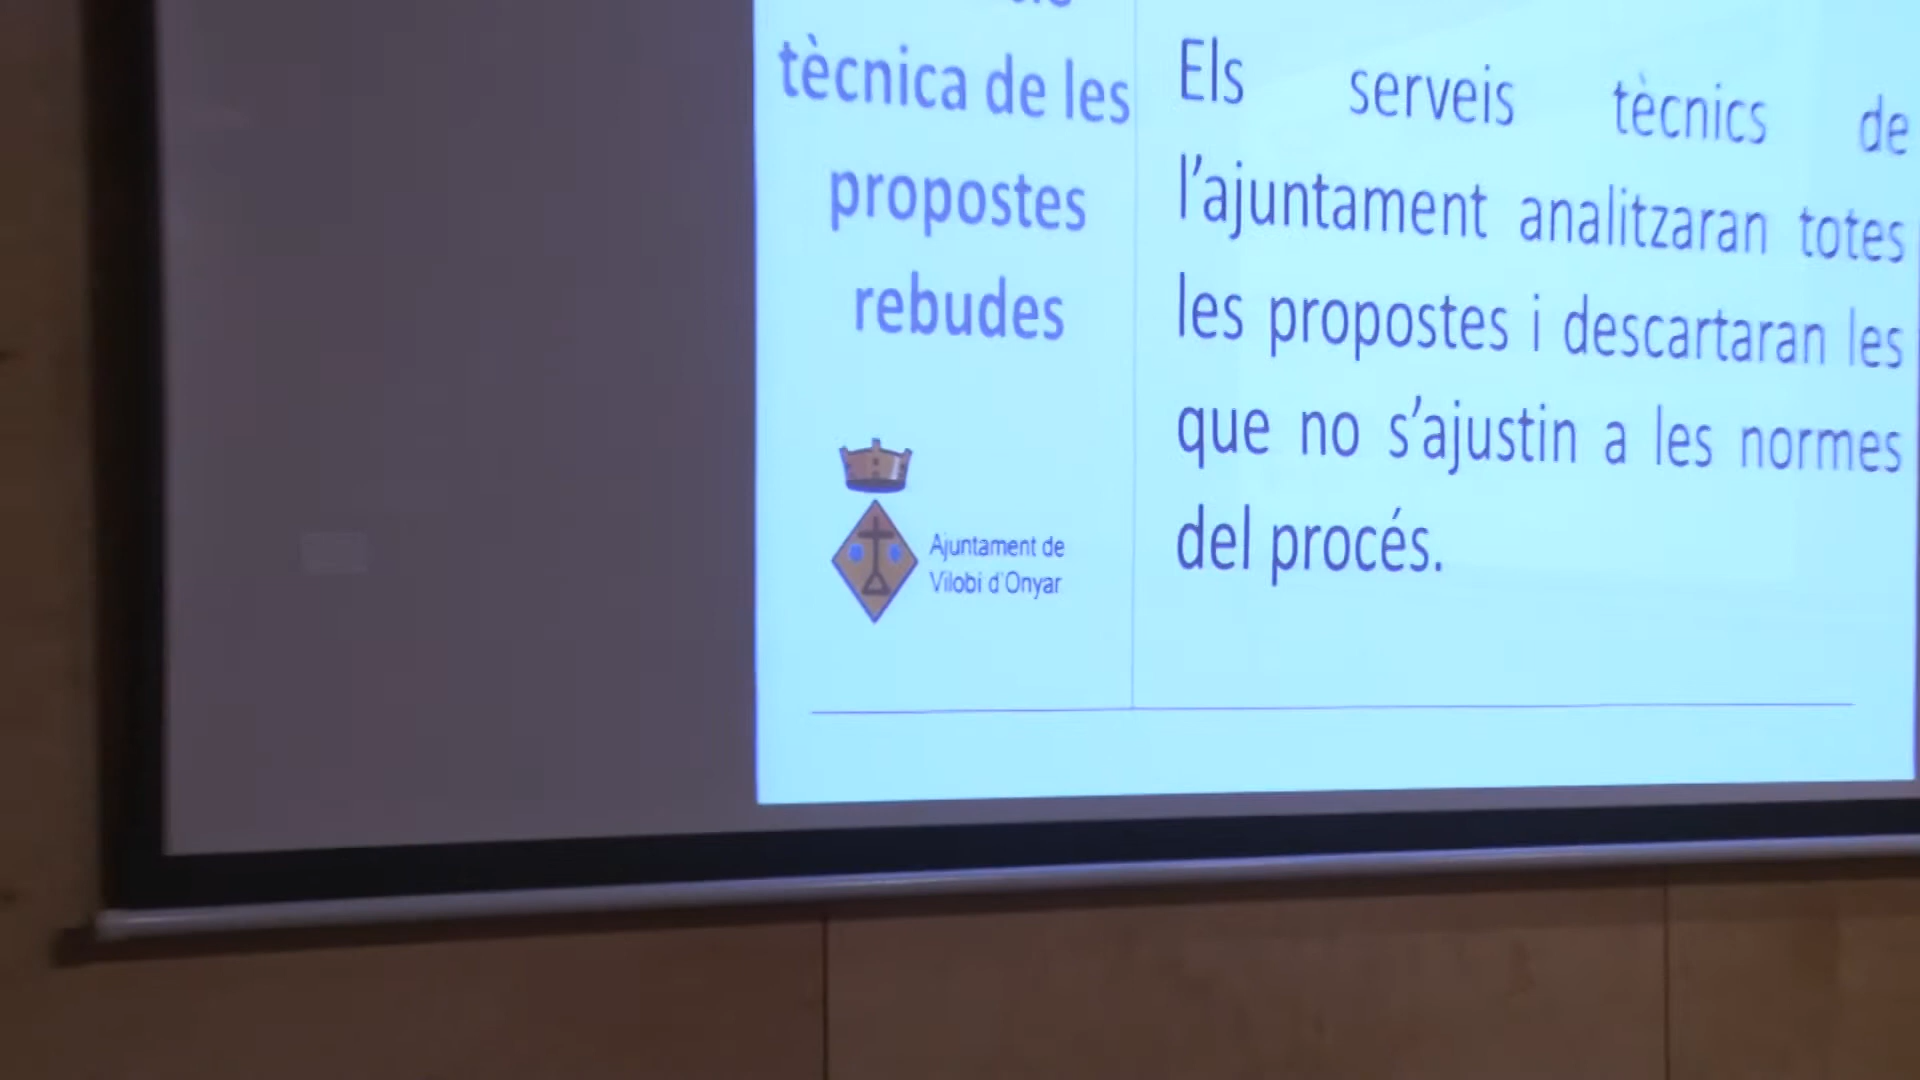 tècnica de les
propostes
rebudes
Els serveis tècnics de
l’ajuntament analitzaran totes
les propostes i descartaran les
que no s’ajustin a les normes
del procés.
Ajuntament de
Vilobi d'Onyar